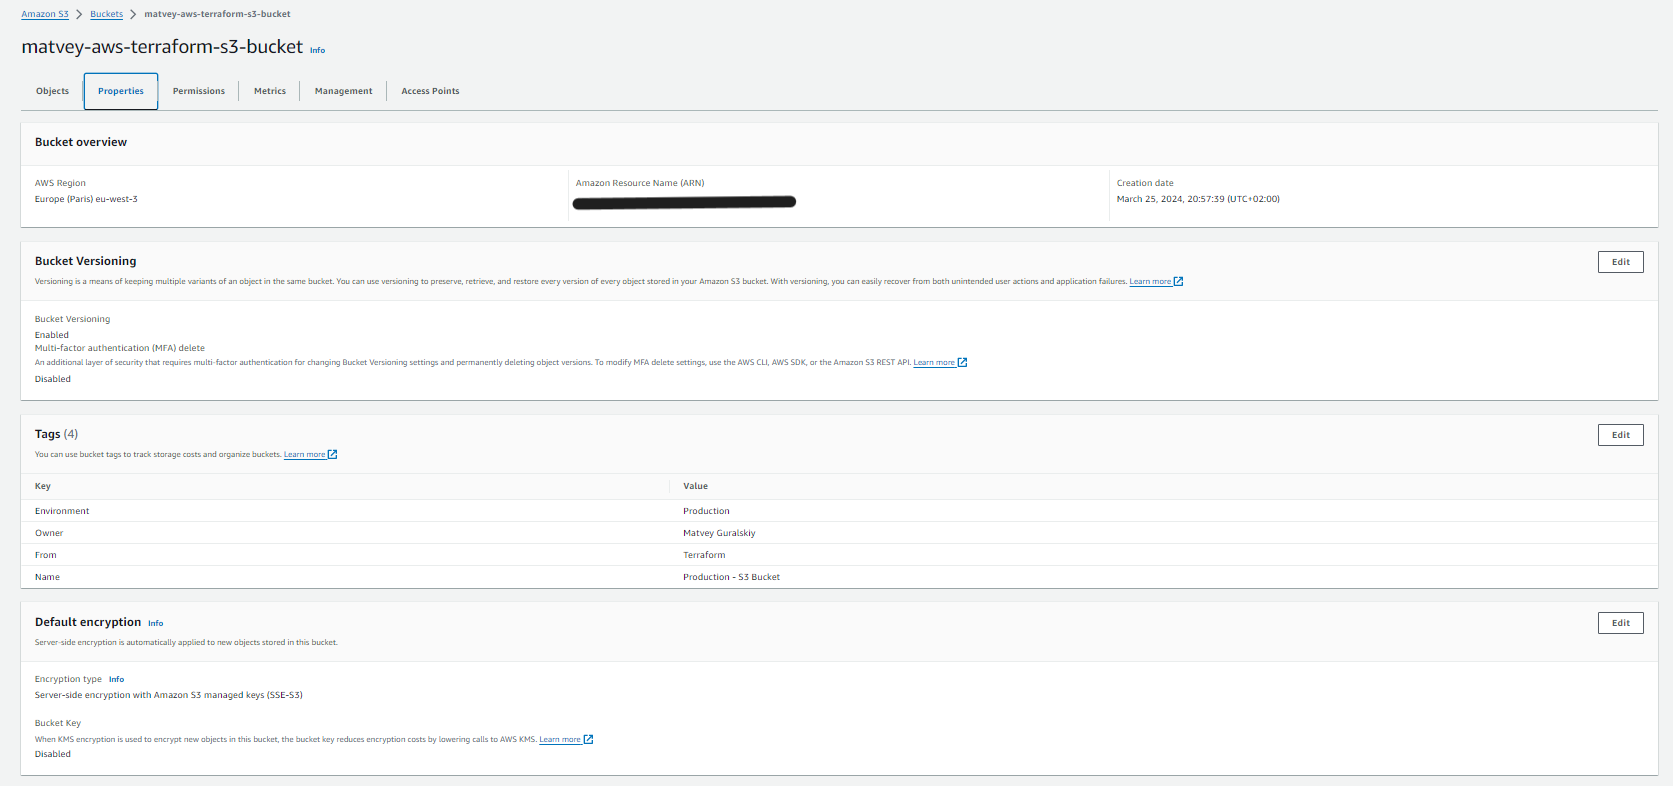 Amazon S3 > Buckets > matvey-aws-terraform-s3-bucket
matvey-aws-terraform-s3-bucket Info
Objects Properties Permissions Metrics Management Access Points
Bucket overview
AWS Region Amazon Resource Name (ARN) Creation date
Europe (Paris) eu-west-3 March 25, 2024, 20:57:39 (UTC+02:00)
Bucket Versioning Edit
Versioning is a means of keeping multiple variants of an object in the same bucket. You can use versioning to preserve, retrieve, and restore every version of every object stored in your Amazon S3 bucket. With versioning, you can easily recover from both unintended user actions and application failures. Learn more
Bucket Versioning
Enabled
Multi-factor authentication (MFA) delete
An additional layer of security that requires multi-factor authentication for changing Bucket Versioning settings and permanently deleting object versions. To modify MFA delete settings, use the AWS CLI, AWS SDK, or the Amazon S3 REST API. Learn more
Disabled
Tags (4) Edit
You can use bucket tags to track storage costs and organize buckets. Learn more
Key Value
Environment Production
Owner Matvey Guralskiy
From Terraform
Name Production - S3 Bucket
Default encryption Info Edit
Server-side encryption is automatically applied to new objects stored in this bucket.
Encryption type Info
Server-side encryption with Amazon S3 managed keys (SSE-S3)
Bucket Key
When KMS encryption is used to encrypt new objects in this bucket, the bucket key reduces encryption costs by lowering calls to AWS KMS. Learn more
Disabled